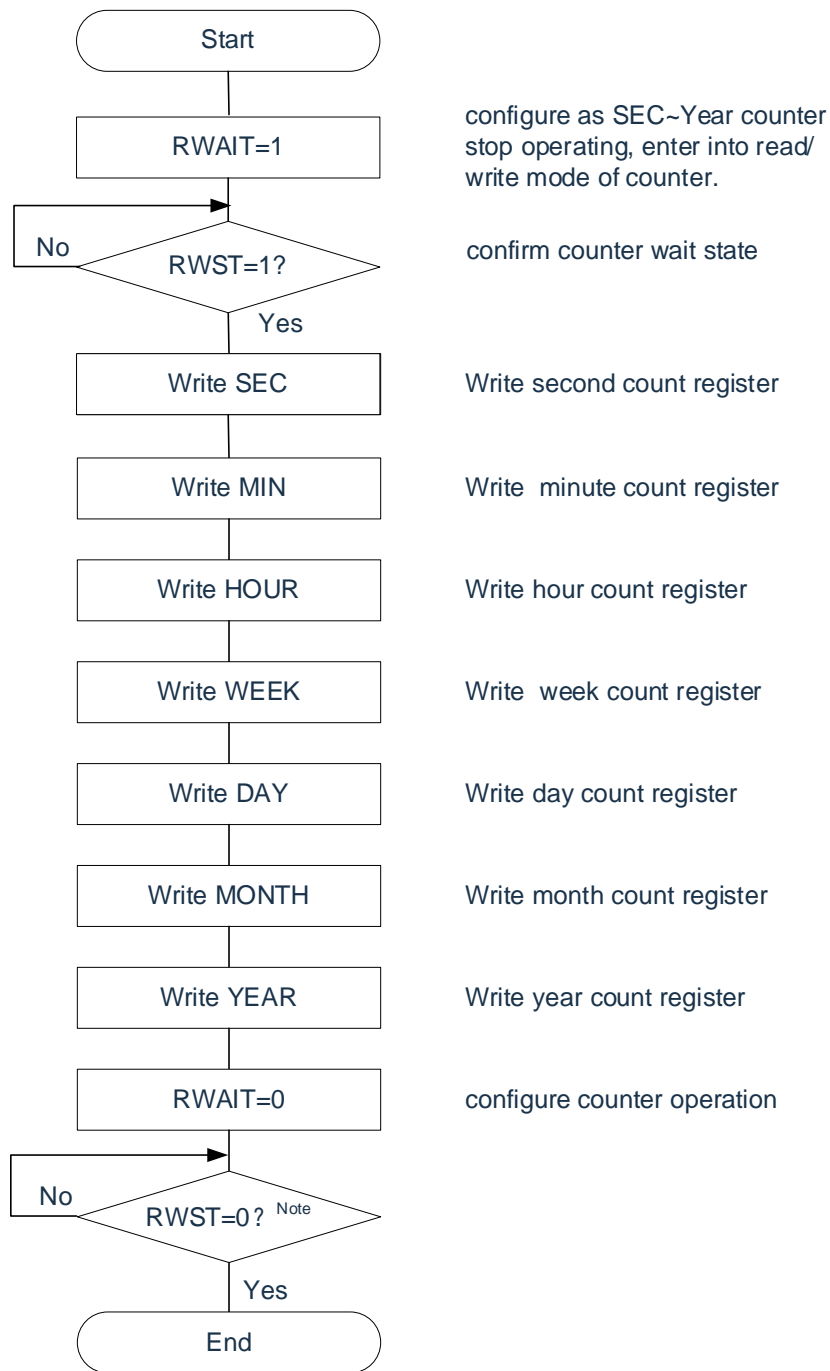 Start
RWAIT=1
configure as SEC~Year counter
stop operating, enter into read/
write mode of counter.
No
RWST=1?
confirm counter wait state
Yes
Write SEC
Write second count register
Write MIN
Write  minute count register
Write HOUR
Write hour count register
Write WEEK
Write  week count register
Write DAY
Write day count register
Write MONTH
Write month count register
Write YEAR
Write year count register
RWAIT=0
configure counter operation
No
RWST=0? Note
Yes
End